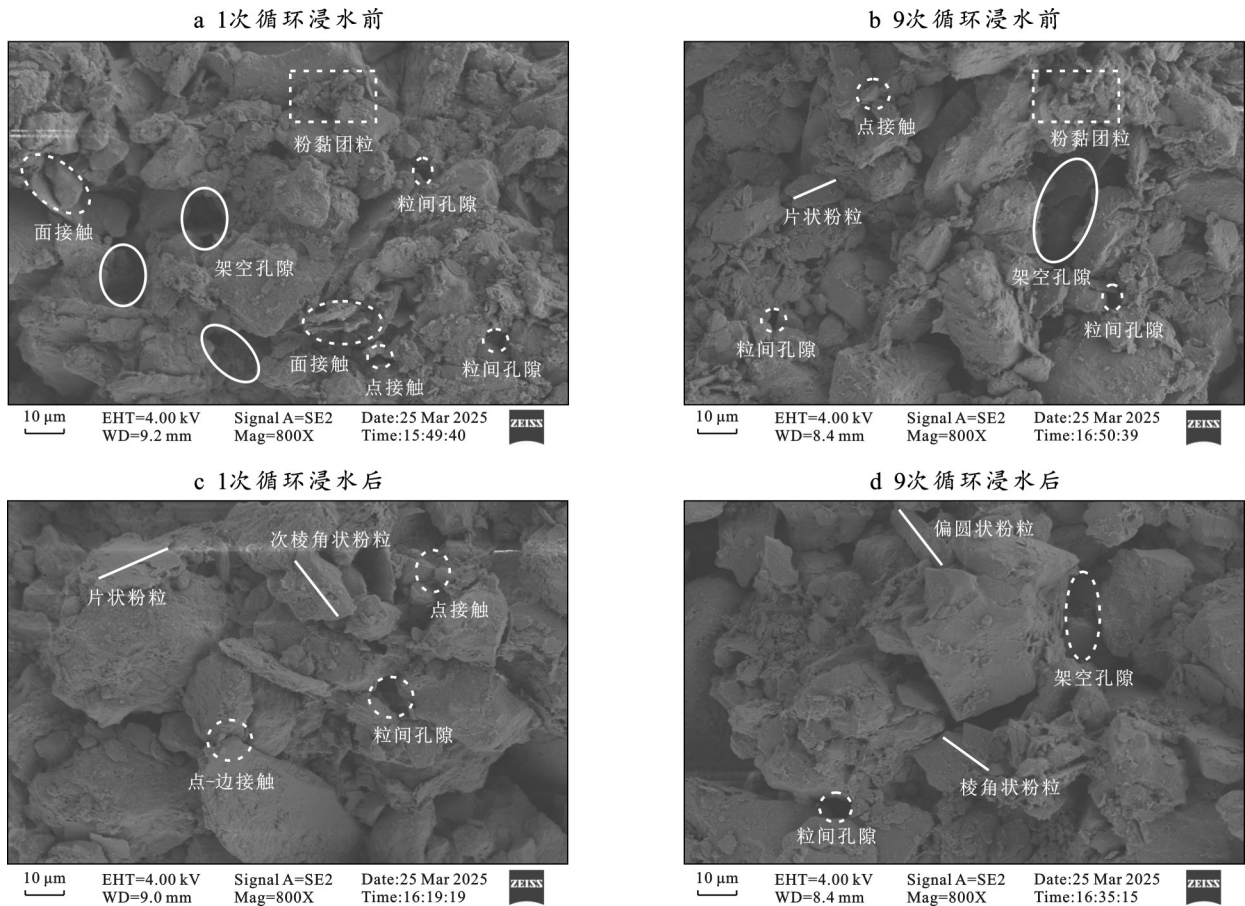 a 1次循环浸水前
粉黏团粒
粒间孔隙
面接触
架空孔隙
面接触
点接触
粒间孔隙
10 μm
EHT=4.00 kV
WD=9.2 mm
Signal A=SE2
Mag=800X
Date:25 Mar 2025
Time:15:49:40
ZEISS
b 9次循环浸水前
点接触
粉黏团粒
片状粉粒
架空孔隙
粒间孔隙
粒间孔隙
10 μm
EHT=4.00 kV
WD=8.4 mm
Signal A=SE2
Mag=800X
Date:25 Mar 2025
Time:16:50:39
ZEISS
c 1次循环浸水后
次棱角状粉粒
片状粉粒
点接触
粒间孔隙
点-边接触
10 μm
EHT=4.00 kV
WD=9.0 mm
Signal A=SE2
Mag=800X
Date:25 Mar 2025
Time:16:19:19
ZEISS
d 9次循环浸水后
偏圆状粉粒
架空孔隙
棱角状粉粒
粒间孔隙
10 μm
EHT=4.00 kV
WD=8.4 mm
Signal A=SE2
Mag=800X
Date:25 Mar 2025
Time:16:35:15
ZEISS